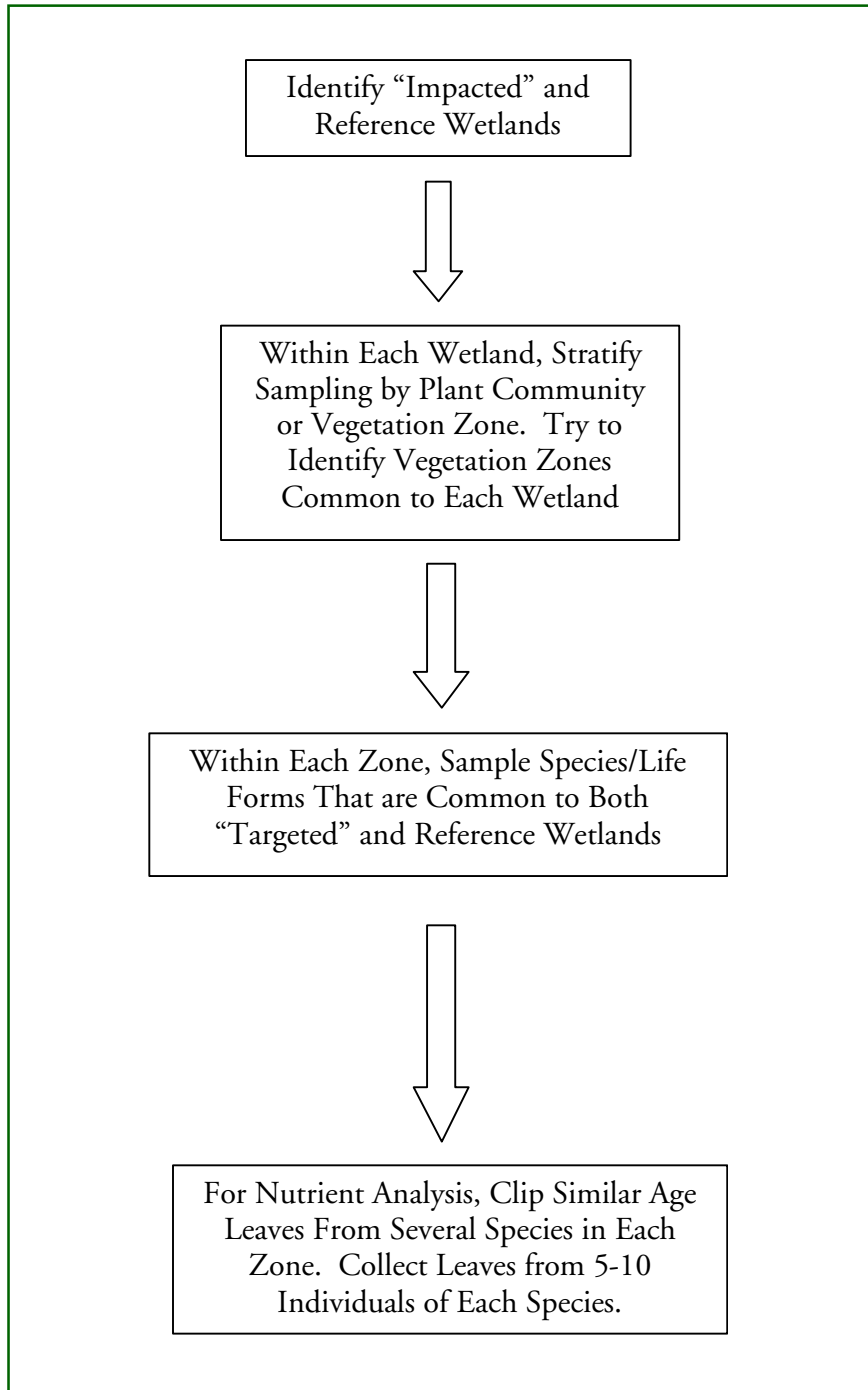 Identify “Impacted” and
Reference Wetlands
Within Each Wetland, Stratify
Sampling by Plant Community
or Vegetation Zone.  Try to
Identify Vegetation Zones
Common to Each Wetland
Within Each Zone, Sample Species/Life
Forms That are Common to Both
“Targeted” and Reference Wetlands
For Nutrient Analysis, Clip Similar Age
Leaves From Several Species in Each
Zone.  Collect Leaves from 5-10
Individuals of Each Species.